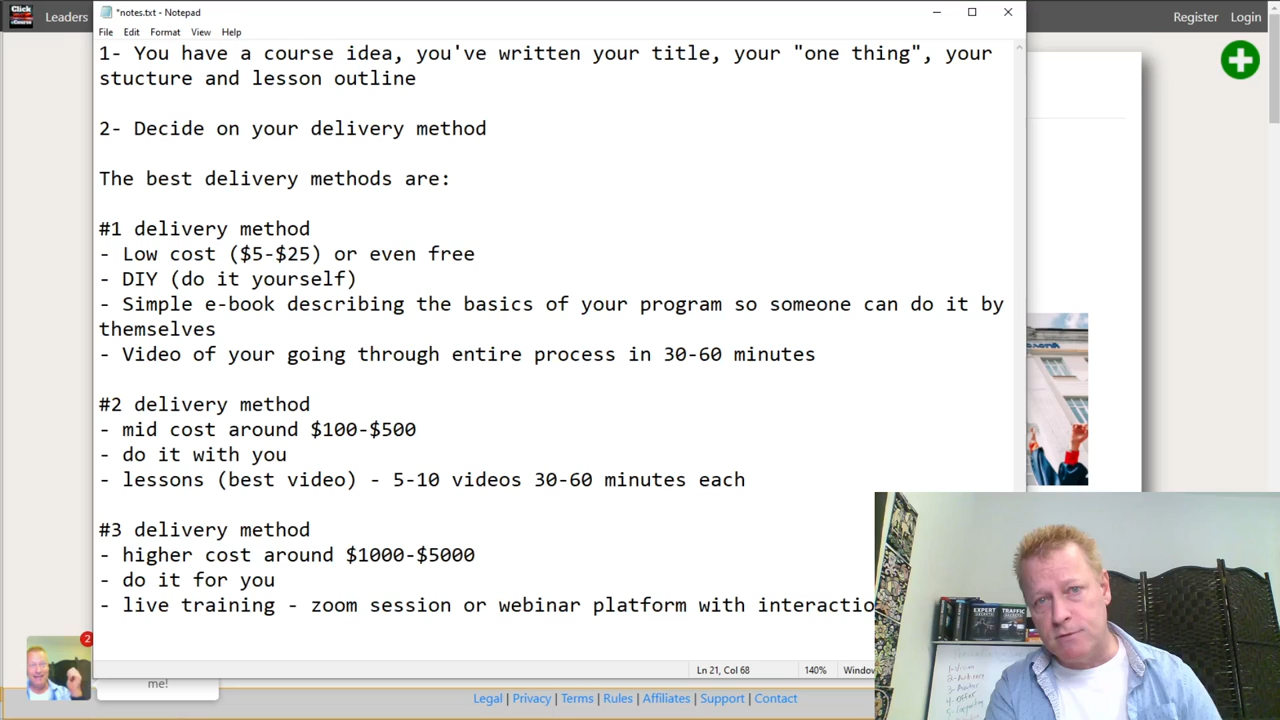 Click
Leaders
*notes.txt - Notepad
Register
Login
File Edit Format View Help
1- You have a course idea, you've written your title, your "one thing", your
stucture and lesson outline
2- Decide on your delivery method
The best delivery methods are:
#1 delivery method
- Low cost ($5-$25) or even free
- DIY (do it yourself)
- Simple e-book describing the basics of your program so someone can do it by
themselves
- Video of your going through entire process in 30-60 minutes
#2 delivery method
- mid cost around $100-$500
- do it with you
- lessons (best video) - 5-10 videos 30-60 minutes each
#3 delivery method
- higher cost around $1000-$5000
- do it for you
- live training - zoom session or webinar platform with interactio
EXPERT
SECRETS
TRAFFIC
SECRETS
2
Ln 21, Col 68
140%
Window
me!
Legal | Privacy | Terms | Rules | Affiliates | Support | Contact